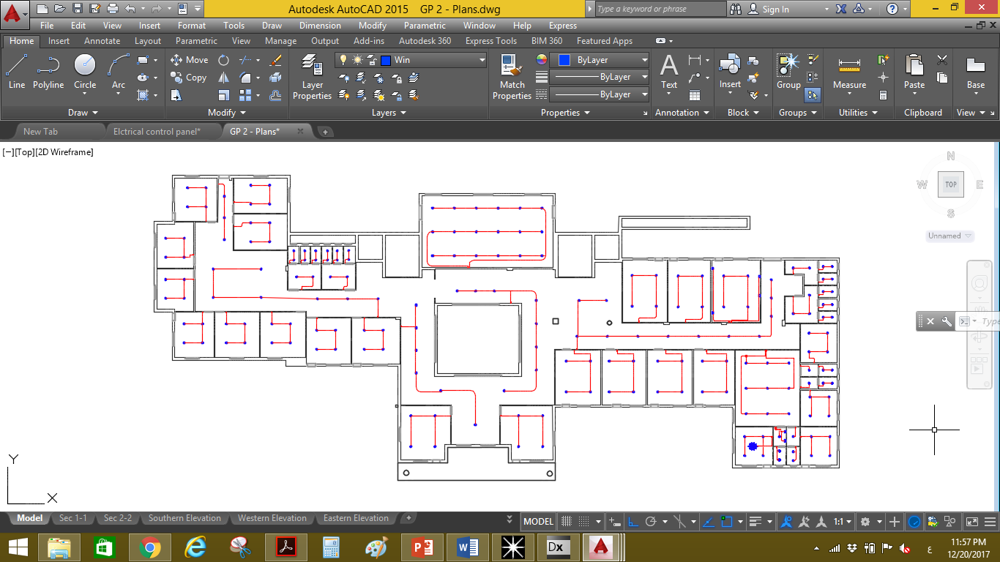 Autodesk AutoCAD 2015 GP 2 - Plans.dwg
Type a keyword or phrase
Sign In
File Edit View Insert Format Tools Draw Dimension Modify Parametric Window Help Express
Home Insert Annotate Layout Parametric View Manage Output Add-ins Autodesk 360 Express Tools BIM 360 Featured Apps
Win
ByLayer
Move
Copy
ByLayer
ByLayer
Line Polyline Circle Arc
Layer
Properties
Match
Properties
Text
Insert
Group
Measure
Paste
Base
Draw Modify Layers Properties Annotation Block Groups Utilities Clipboard View
New Tab Elctrical control panel* GP 2 - Plans*
[−][Top][2D Wireframe]
N
W TOP E
S
Unnamed
Type
Y
X
Model Sec 1-1 Sec 2-2 Southern Elevation Western Elevation Eastern Elevation
MODEL 1:1
Dx
ع
11:57 PM
12/20/2017